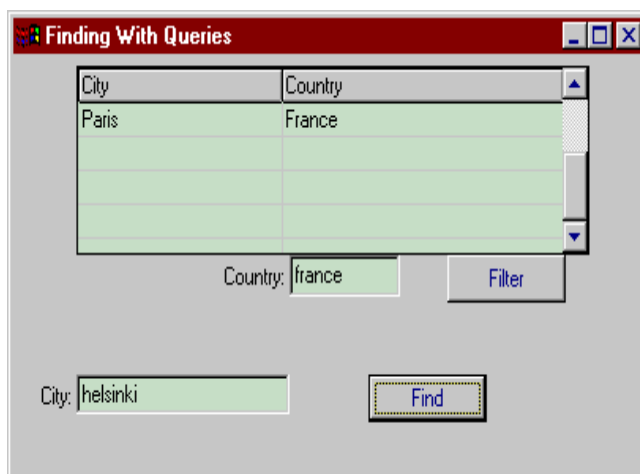 Finding With Queries
City Country
Paris France
Country: france Filter
City: helsinki Find